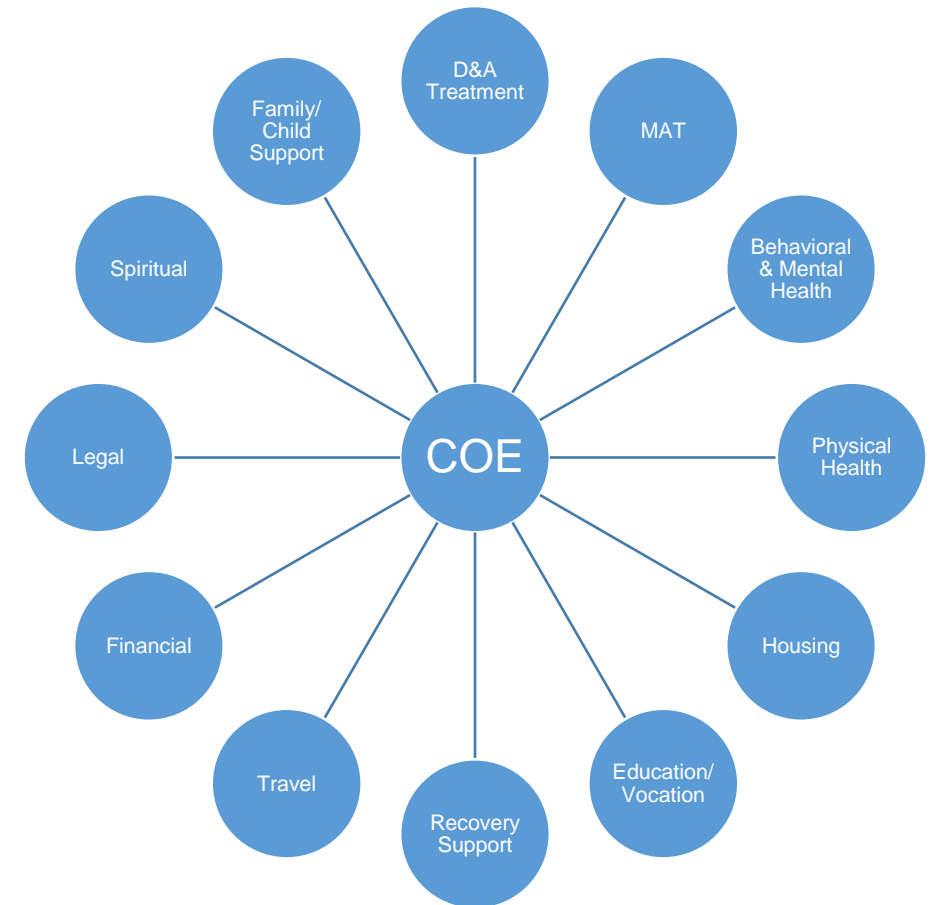 D&A
Treatment
MAT
Behavioral
& Mental
Health
Physical
Health
Housing
Education/
Vocation
Recovery
Support
Travel
Financial
Legal
Spiritual
Family/
Child
Support
COE